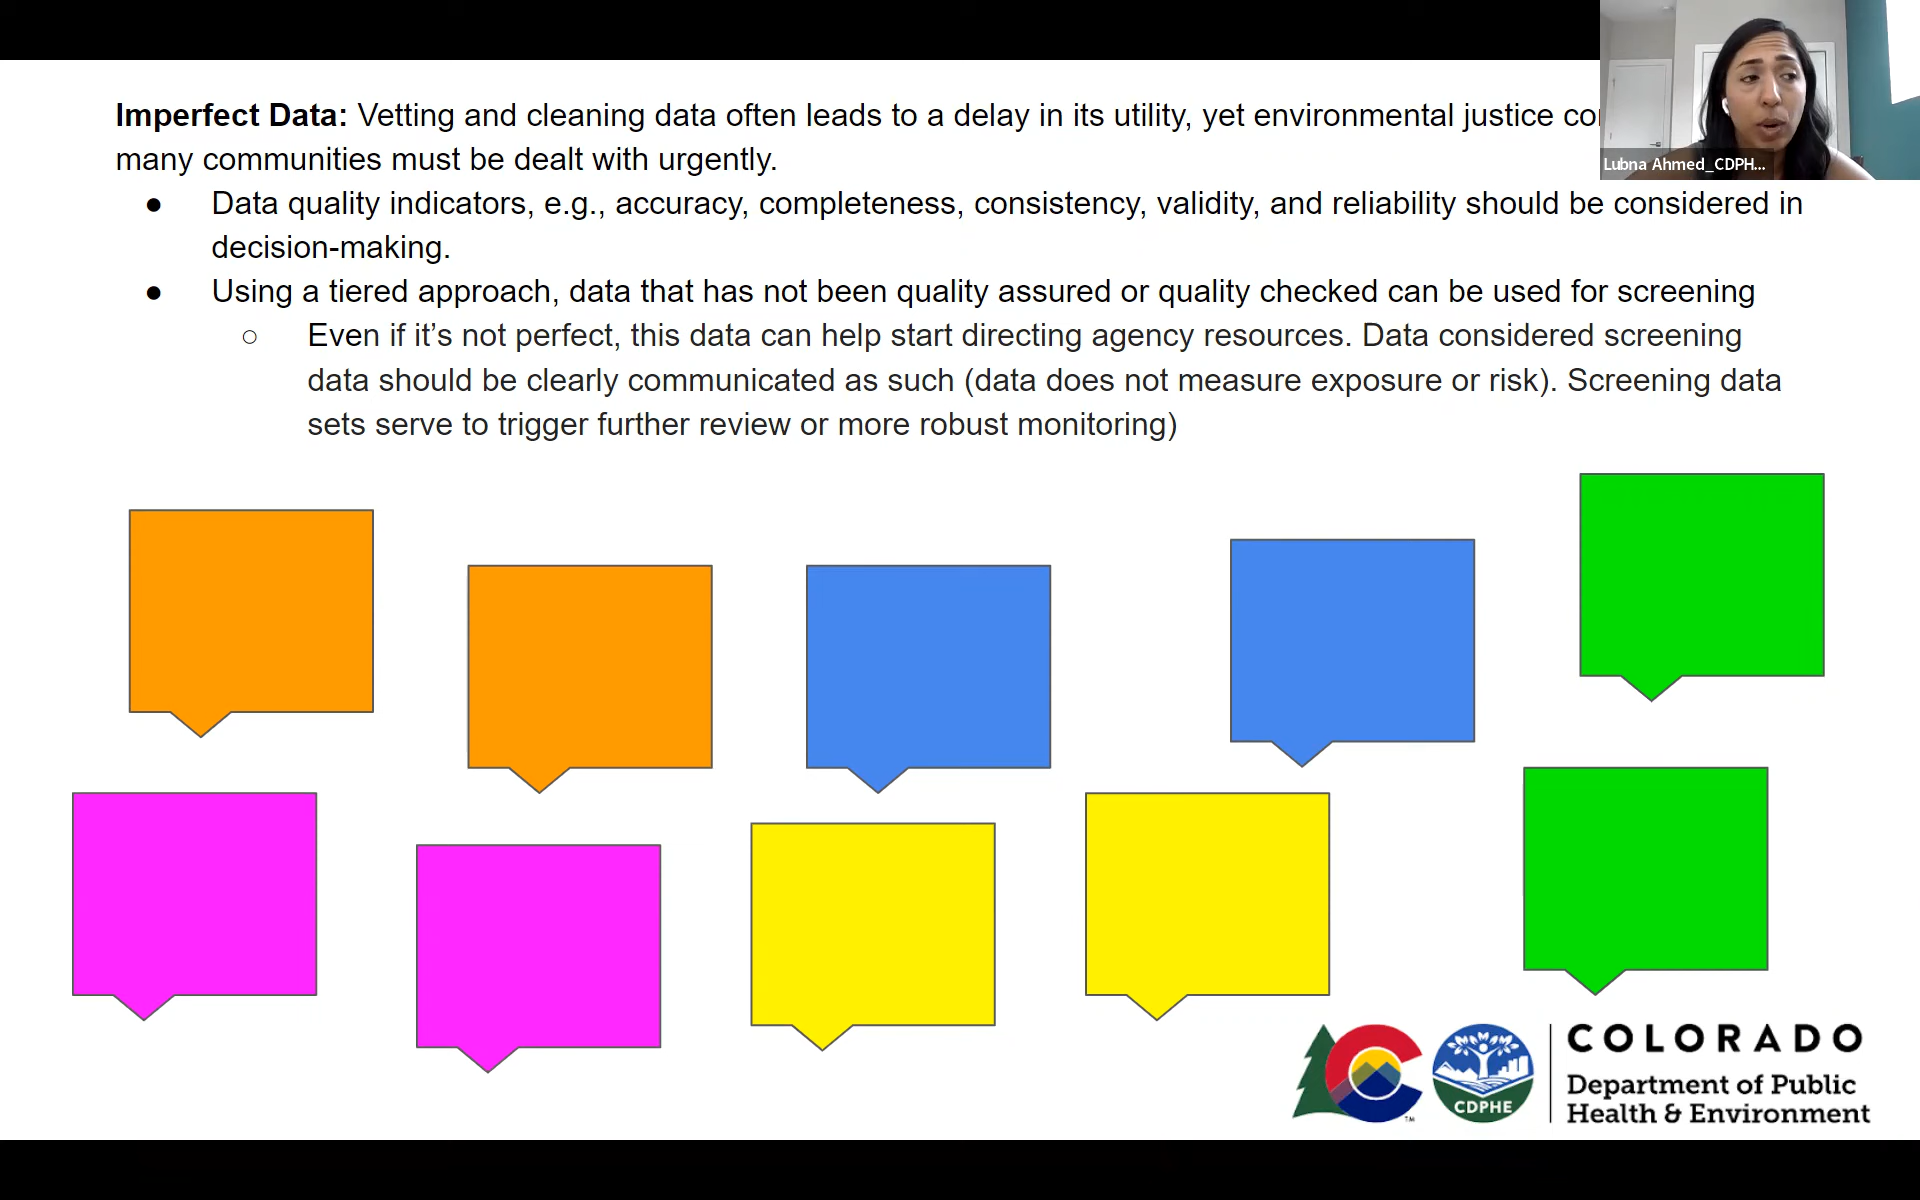 Imperfect Data: Vetting and cleaning data often leads to a delay in its utility, yet environmental justice
many communities must be dealt with urgently.
● Data quality indicators, e.g., accuracy, completeness, consistency, validity, and reliability should be considered in
decision-making.
● Using a tiered approach, data that has not been quality assured or quality checked can be used for screening
○ Even if it’s not perfect, this data can help start directing agency resources. Data considered screening
data should be clearly communicated as such (data does not measure exposure or risk). Screening data
sets serve to trigger further review or more robust monitoring)
Lubna Ahmed_CDPH...
CDPHE
TM
COLORADO
Department of Public
Health & Environment